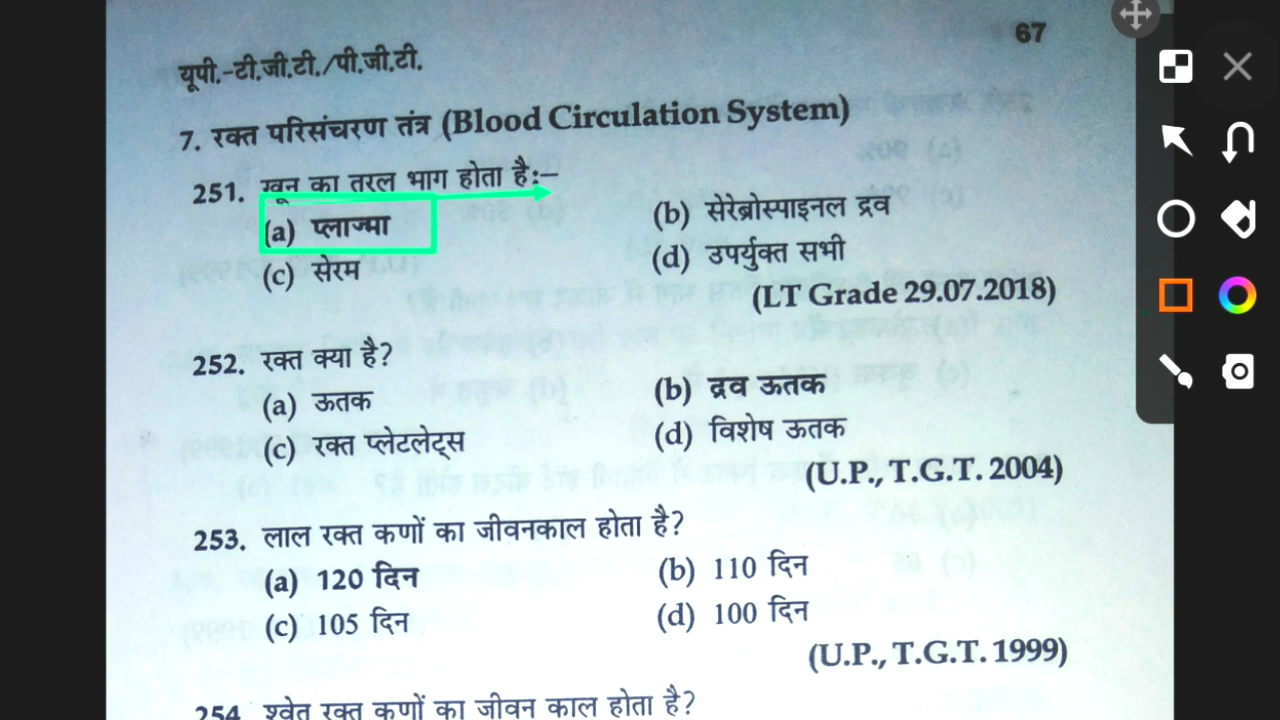 67
यूपी.-टी.जी.टी./पी.जी.टी.
7. रक्त परिसंचरण तंत्र (Blood Circulation System)
251. खून का तरल भाग होता है:–
(a) प्लाज्मा (b) सेरेब्रोस्पाइनल द्रव
(c) सेरम (d) उपर्युक्त सभी
(LT Grade 29.07.2018)
252. रक्त क्या है?
(a) ऊतक (b) द्रव ऊतक
(c) रक्त प्लेटलेट्स (d) विशेष ऊतक
(U.P., T.G.T. 2004)
253. लाल रक्त कणों का जीवनकाल होता है?
(a) 120 दिन (b) 110 दिन
(c) 105 दिन (d) 100 दिन
(U.P., T.G.T. 1999)
254. श्वेत रक्त कणों का जीवन काल होता है?